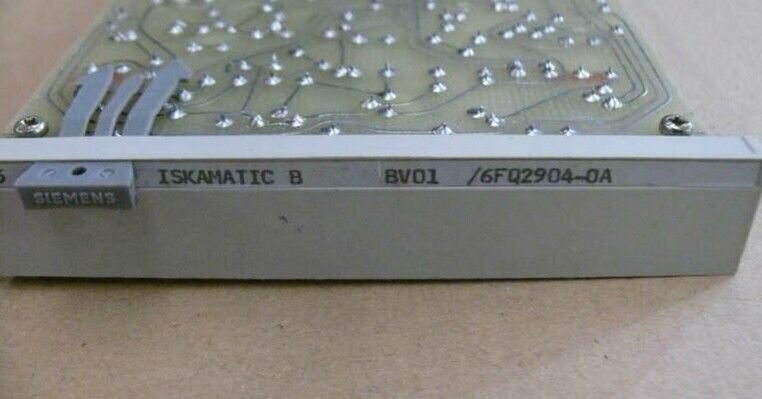 ISKAMATIC B BV01 /6FQ2904-0A
SIEMENS